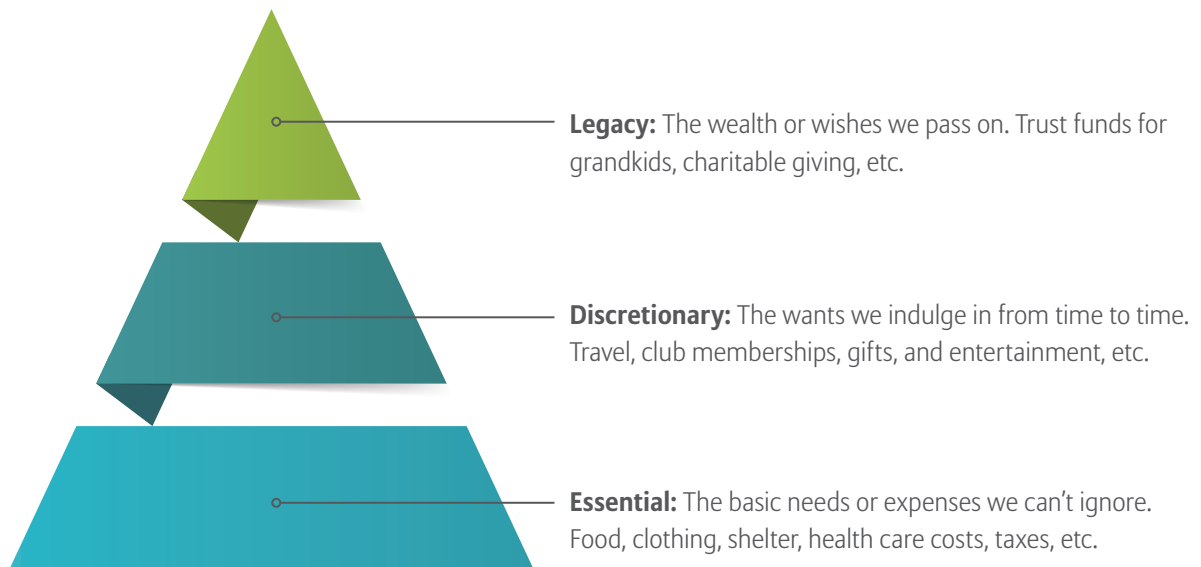 Legacy: The wealth or wishes we pass on. Trust funds for
grandkids, charitable giving, etc.
Discretionary: The wants we indulge in from time to time.
Travel, club memberships, gifts, and entertainment, etc.
Essential: The basic needs or expenses we can’t ignore.
Food, clothing, shelter, health care costs, taxes, etc.